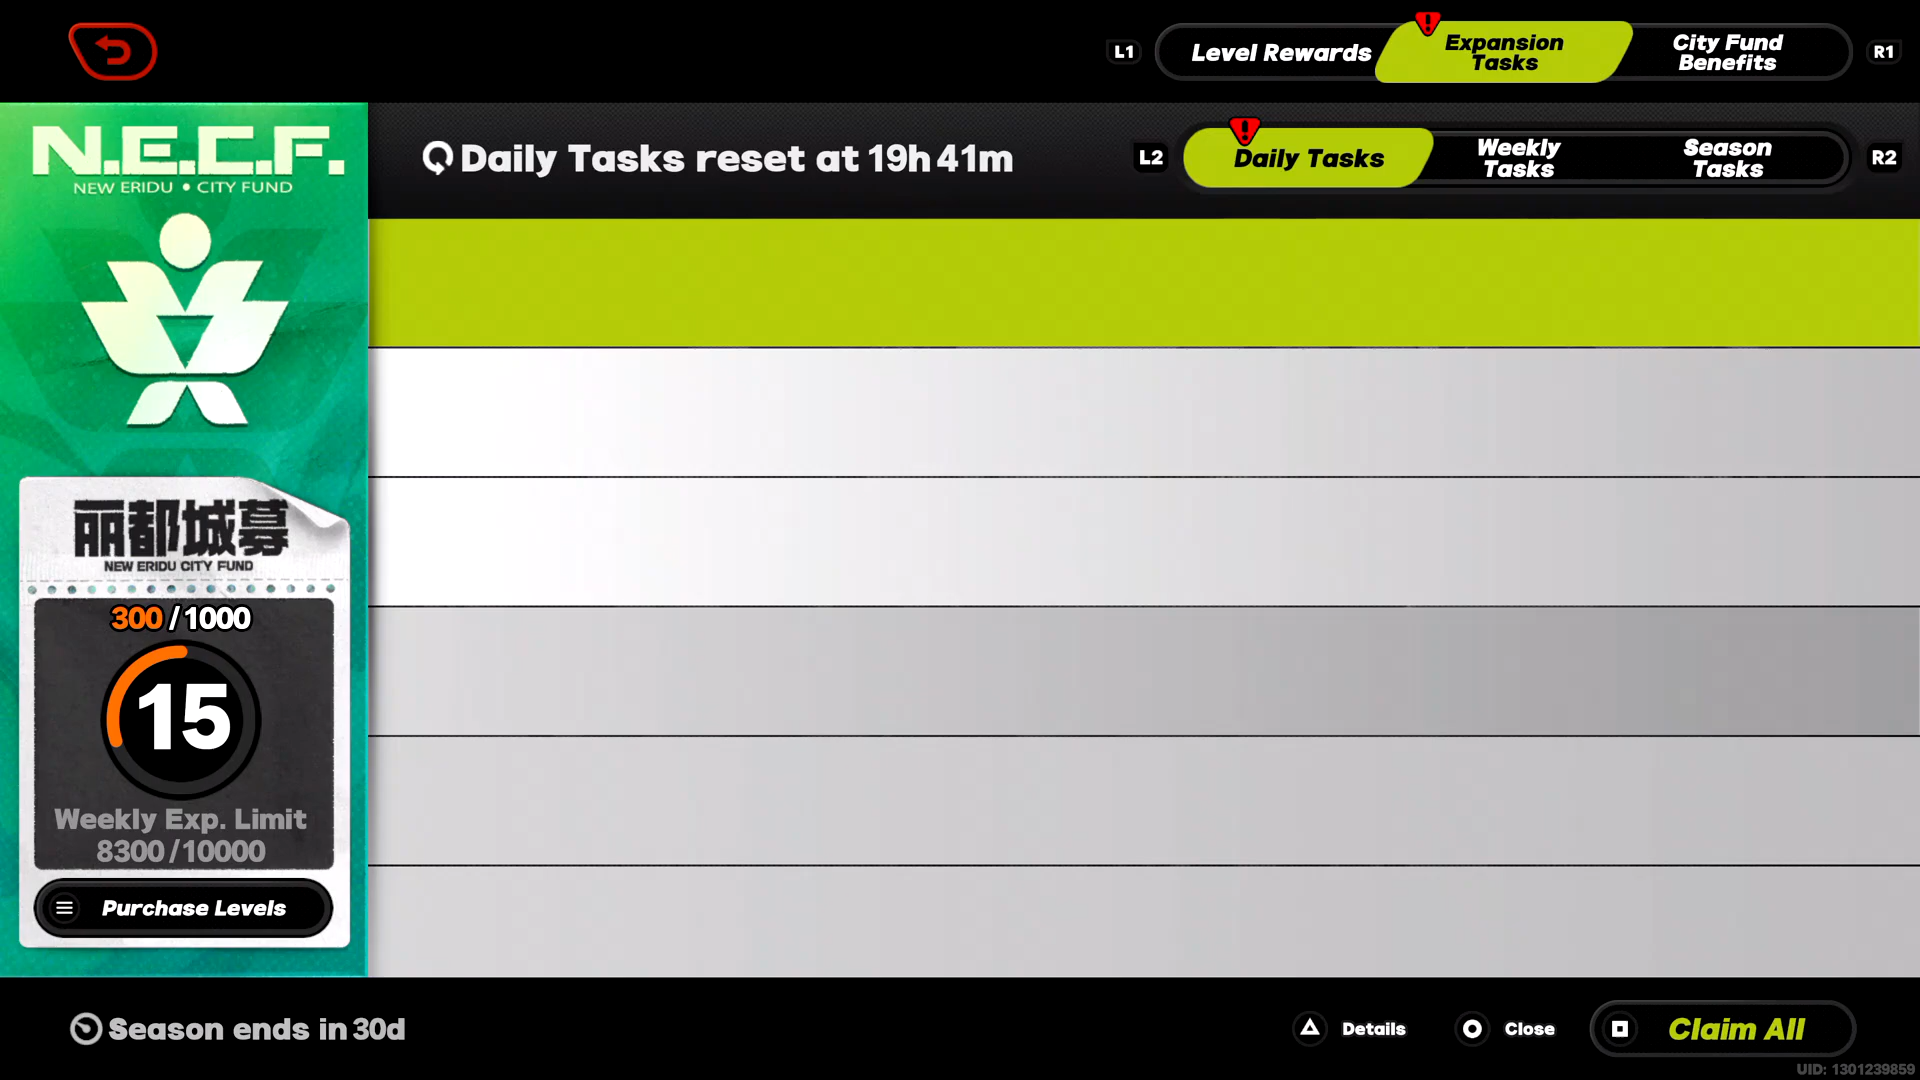 L1
Level Rewards
Expansion
Tasks
City Fund
Benefits
R1
N.E.C.F.
NEW ERIDU • CITY FUND
Daily Tasks reset at 19h 41m
L2
Daily Tasks
Weekly
Tasks
Season
Tasks
R2
丽都城募
NEW ERIDU CITY FUND
300 / 1000
15
Weekly Exp. Limit
8300 / 10000
Purchase Levels
Season ends in 30d
Details
Close
Claim All
UID: 1301239859